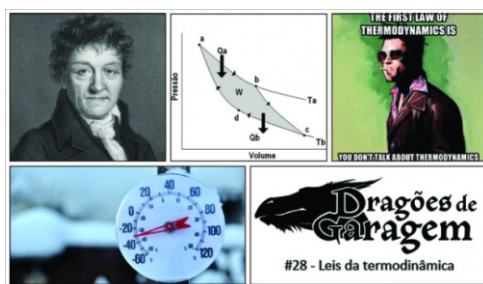 a
Qa
b
W
Ta
d
Qb
c
Tb
Pressão
Volume
THE FIRST LAW OF
THERMODYNAMICS IS
YOU DON'T TALK ABOUT THERMODYNAMICS
-60
-40
-20
0
20
40
60
80
100
120
Dragões de
Garagem
#28 - Leis da termodinâmica